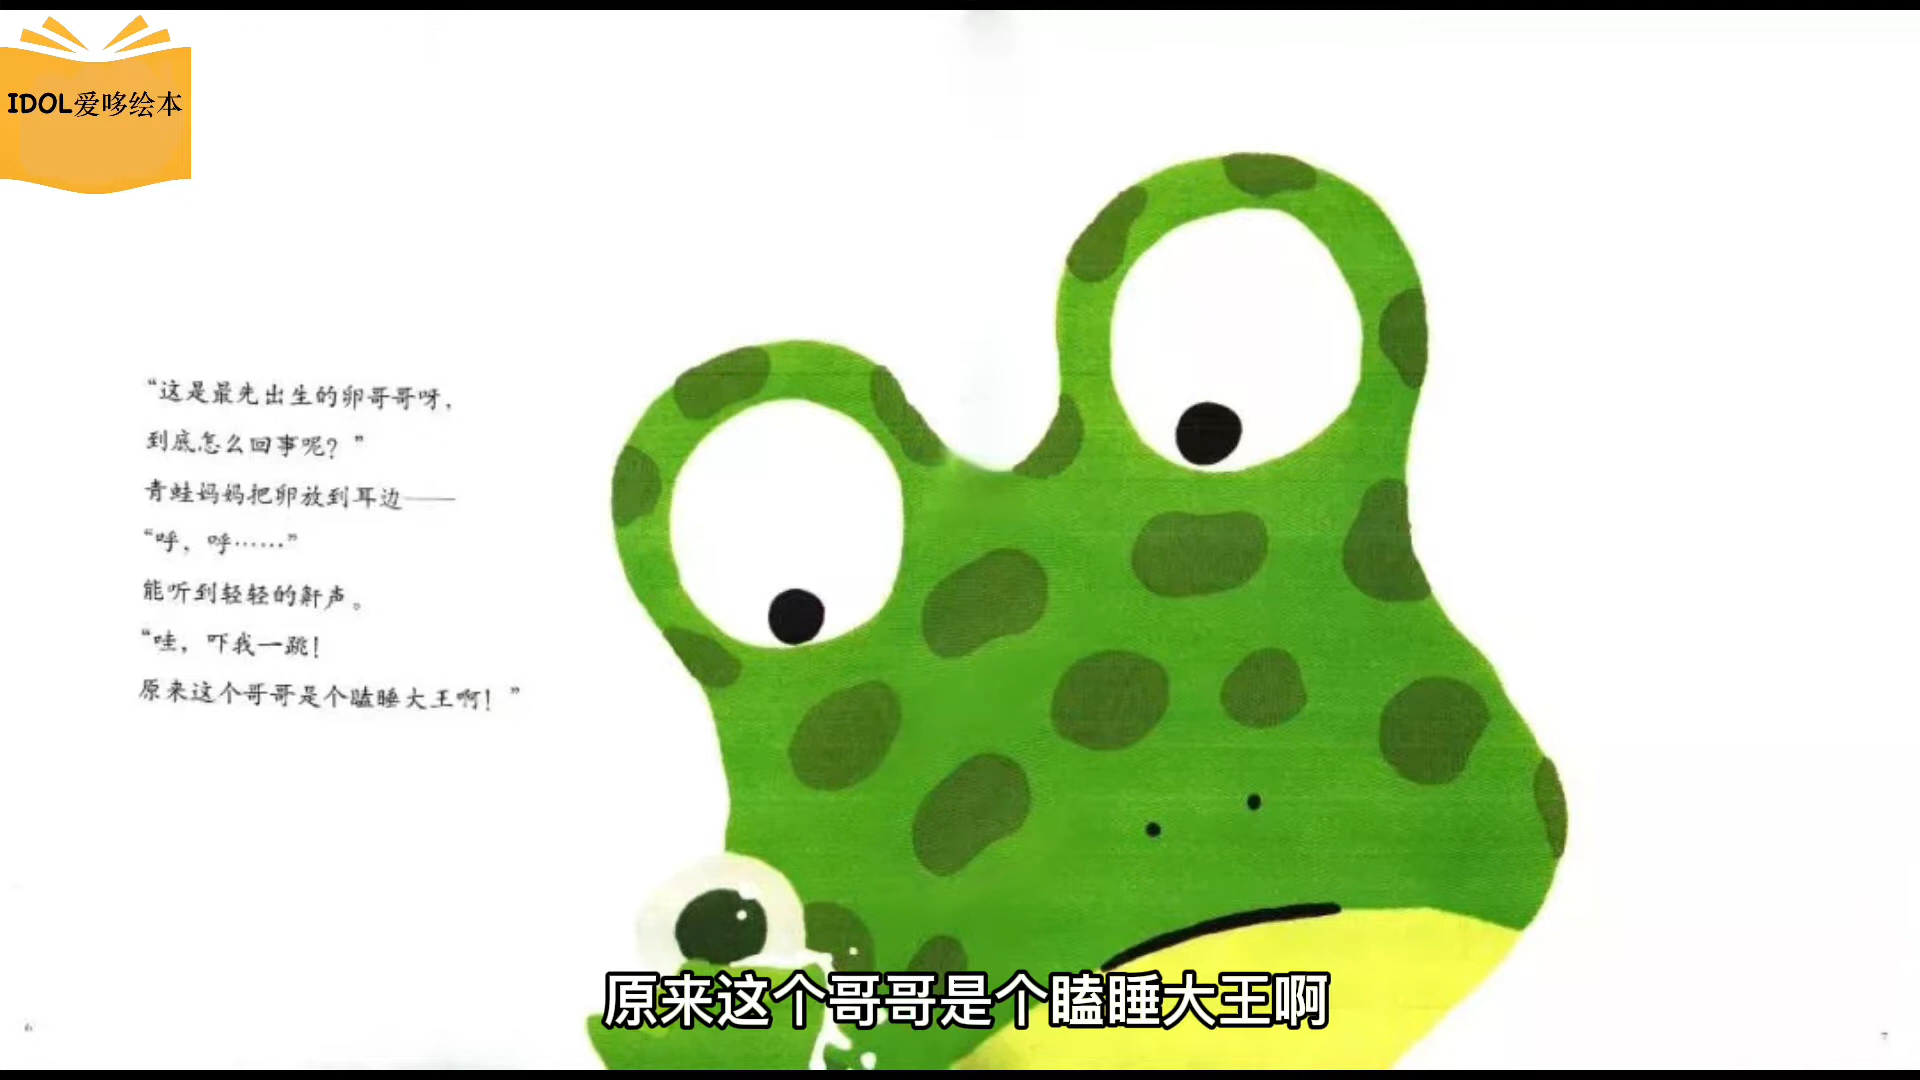 IDOL爱哆绘本
“这是最先出生的卵哥哥呀，
到底怎么回事呢？”
青蛙妈妈把卵放到耳边——
“呼，呼……”
能听到轻轻的鼾声。
“哇，吓我一跳！
原来这个哥哥是个瞌睡大王啊！”
原来这个哥哥是个瞌睡大王啊
6
7